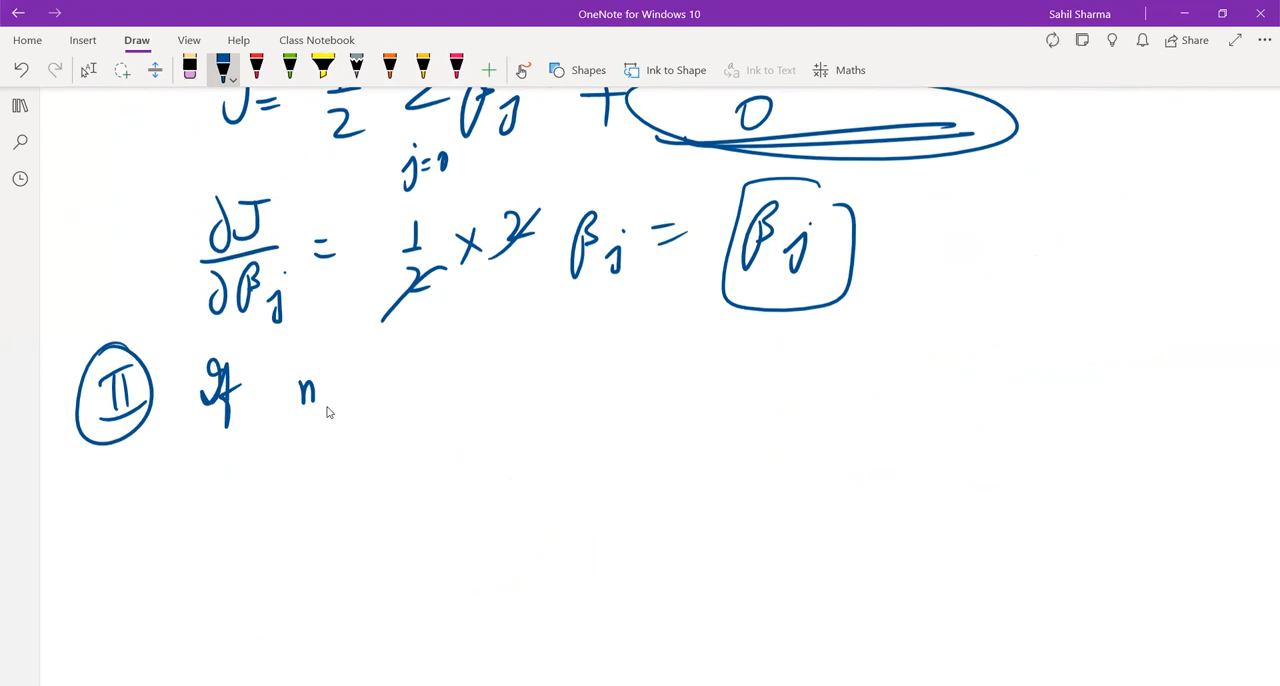 OneNote for Windows 10
Sahil Sharma
Home Insert Draw View Help Class Notebook
Share
Shapes Ink to Shape Ink to Text Maths
J = 1/2 Σ βj + 0
j=0
∂J/∂βj = 1/2 × 2 βj = βj
II If n